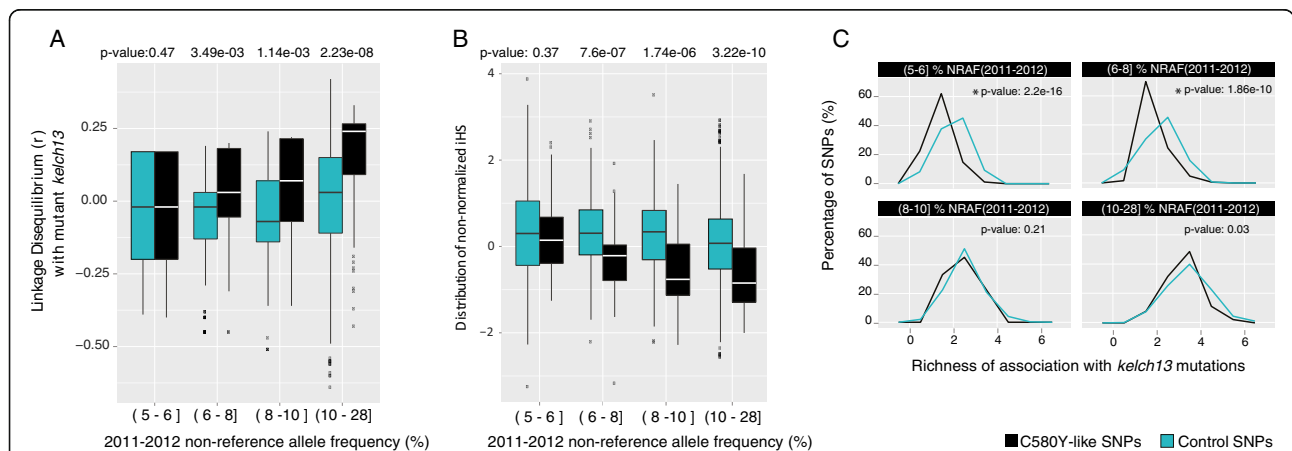 A
p-value:0.47 3.49e-03 1.14e-03 2.23e-08
Linkage Disequilibrium (r)
with mutant kelch13
0.25
0.00
−0.25
−0.50
( 5 - 6 ] ( 6 - 8] ( 8 -10 ] (10 - 28]
2011-2012 non-reference allele frequency (%)
B
p-value: 0.37 7.6e-07 1.74e-06 3.22e-10
Distribution of non-normalized iHS
4
2
0
−2
( 5 - 6 ] ( 6 - 8 ] ( 8 -10 ] (10 - 28]
2011-2012 non-reference allele frequency (%)
C
Percentage of SNPs (%)
(5-6] % NRAF(2011-2012) (6-8] % NRAF(2011-2012)
* p-value: 2.2e-16 * p-value: 1.86e-10
60
40
20
0
(8-10] % NRAF(2011-2012) (10-28] % NRAF(2011-2012)
p-value: 0.21 p-value: 0.03
60
40
20
0
0 2 4 6 0 2 4 6
Richness of association with kelch13 mutations
C580Y-like SNPs Control SNPs